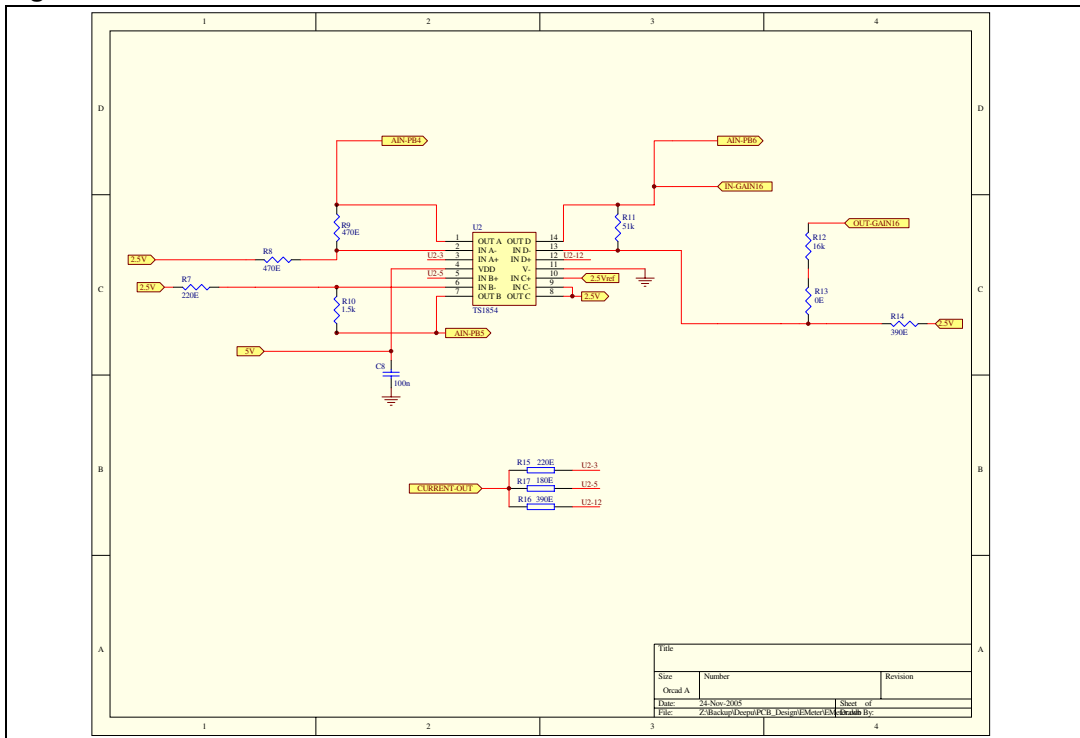 1 2 3 4
D D
AIN-PB4
AIN-PB6
IN-GAIN16
OUT-GAIN16
R9
470E
R11
51k
R12
16k
U2
1 OUT A OUT D 14
2 IN A- IN D- 13
3 IN A+ IN D+ 12
4 VDD V- 11
5 IN B+ IN C+ 10
6 IN B- IN C- 9
7 OUT B OUT C 8
TS1854
U2-3
U2-5
U2-12
2.5V
R8
470E
2.5V
R7
220E
2.5Vref
2.5V
C C
R10
1.5k
R13
0E
AIN-PB5
R14
390E
2.5V
5V
C8
100n
B B
CURRENT-OUT
R15 220E U2-3
R17 180E U2-5
R16 390E U2-12
A A
Title
Size Number Revision
Orcad A
Date: 24-Nov-2005 Sheet of
File: Z:\Backup\Deepu\PCB_Design\EMeter\ By:
1 2 3 4